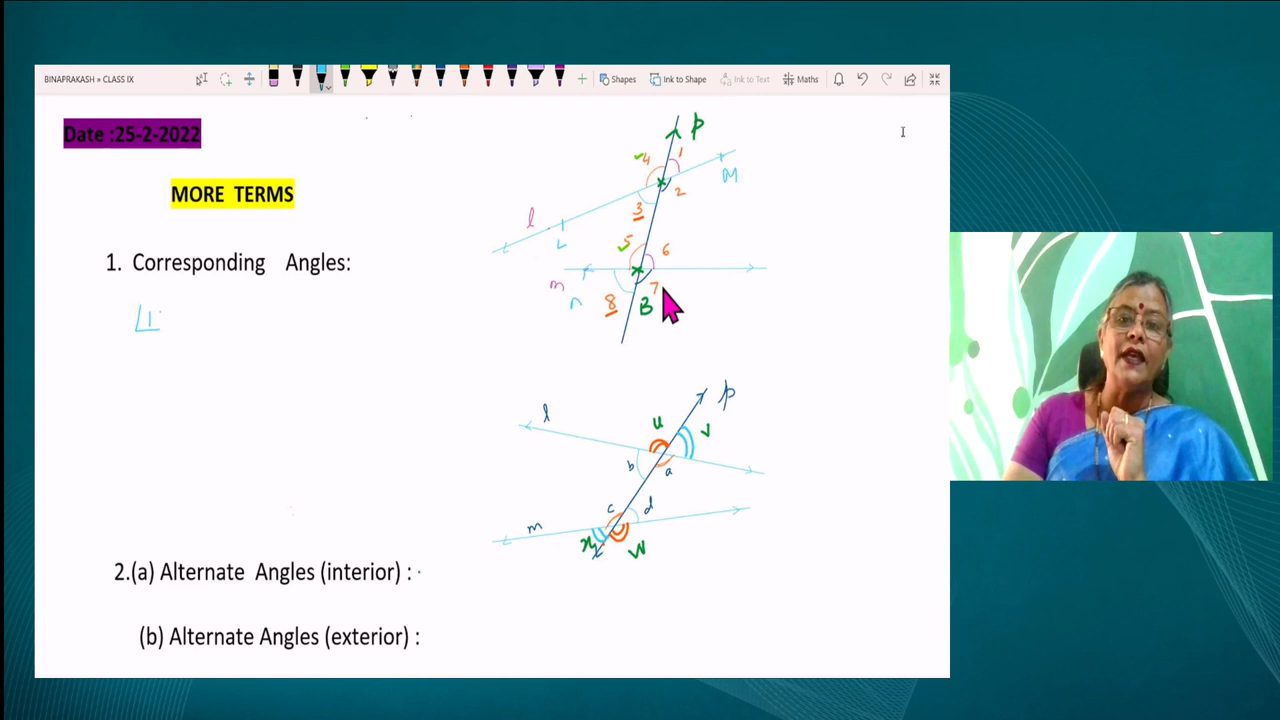 BINAPRAKASH » CLASS IX
Shapes
Ink to Shape
Ink to Text
Maths
Date :25-2-2022
MORE TERMS
1. Corresponding Angles:
∠1
p
4 1
M
2
3
l
L
5 6
m
n
8 B 7
p
l
u v
b a
c d
m
x w
2.(a) Alternate Angles (interior) :
(b) Alternate Angles (exterior) :